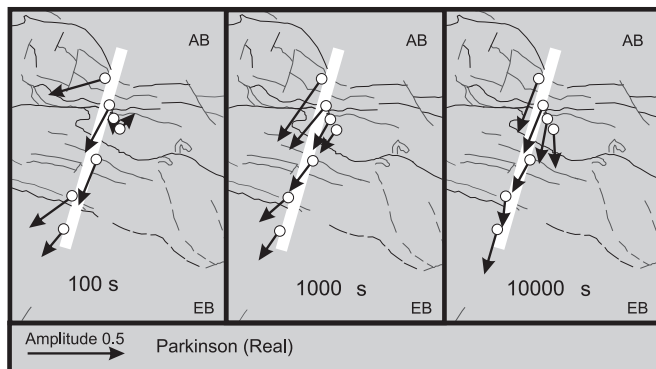 AB
AB
AB
100 s
1000 s
10000 s
EB
EB
EB
Amplitude 0.5
Parkinson (Real)